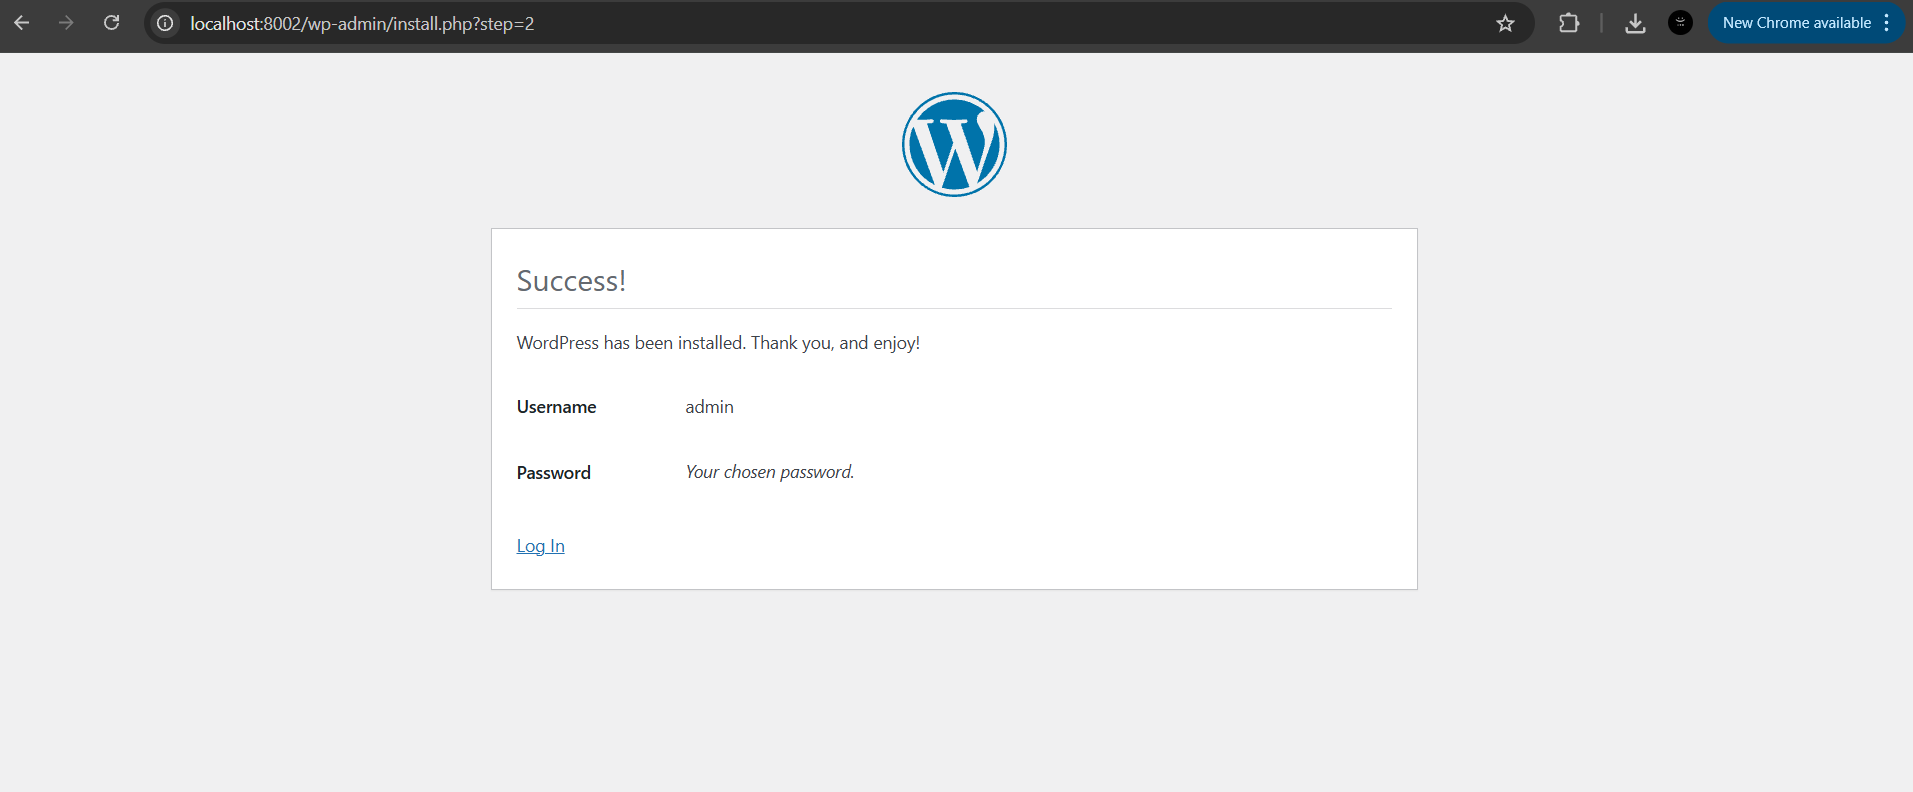 localhost:8002/wp-admin/install.php?step=2
New Chrome available
W
Success!
WordPress has been installed. Thank you, and enjoy!
Username admin
Password Your chosen password.
Log In